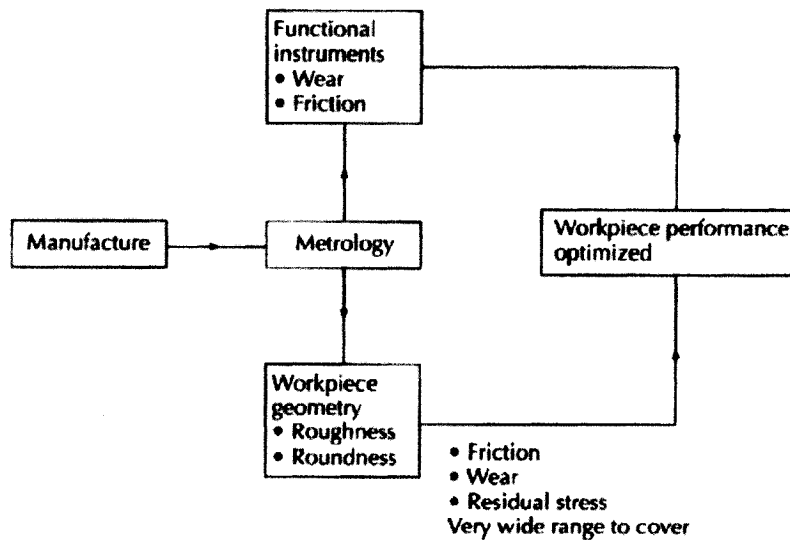 Functional
instruments
• Wear
• Friction
Manufacture
Metrology
Workpiece performance
optimized
Workpiece
geometry
• Roughness
• Roundness
• Friction
• Wear
• Residual stress
Very wide range to cover